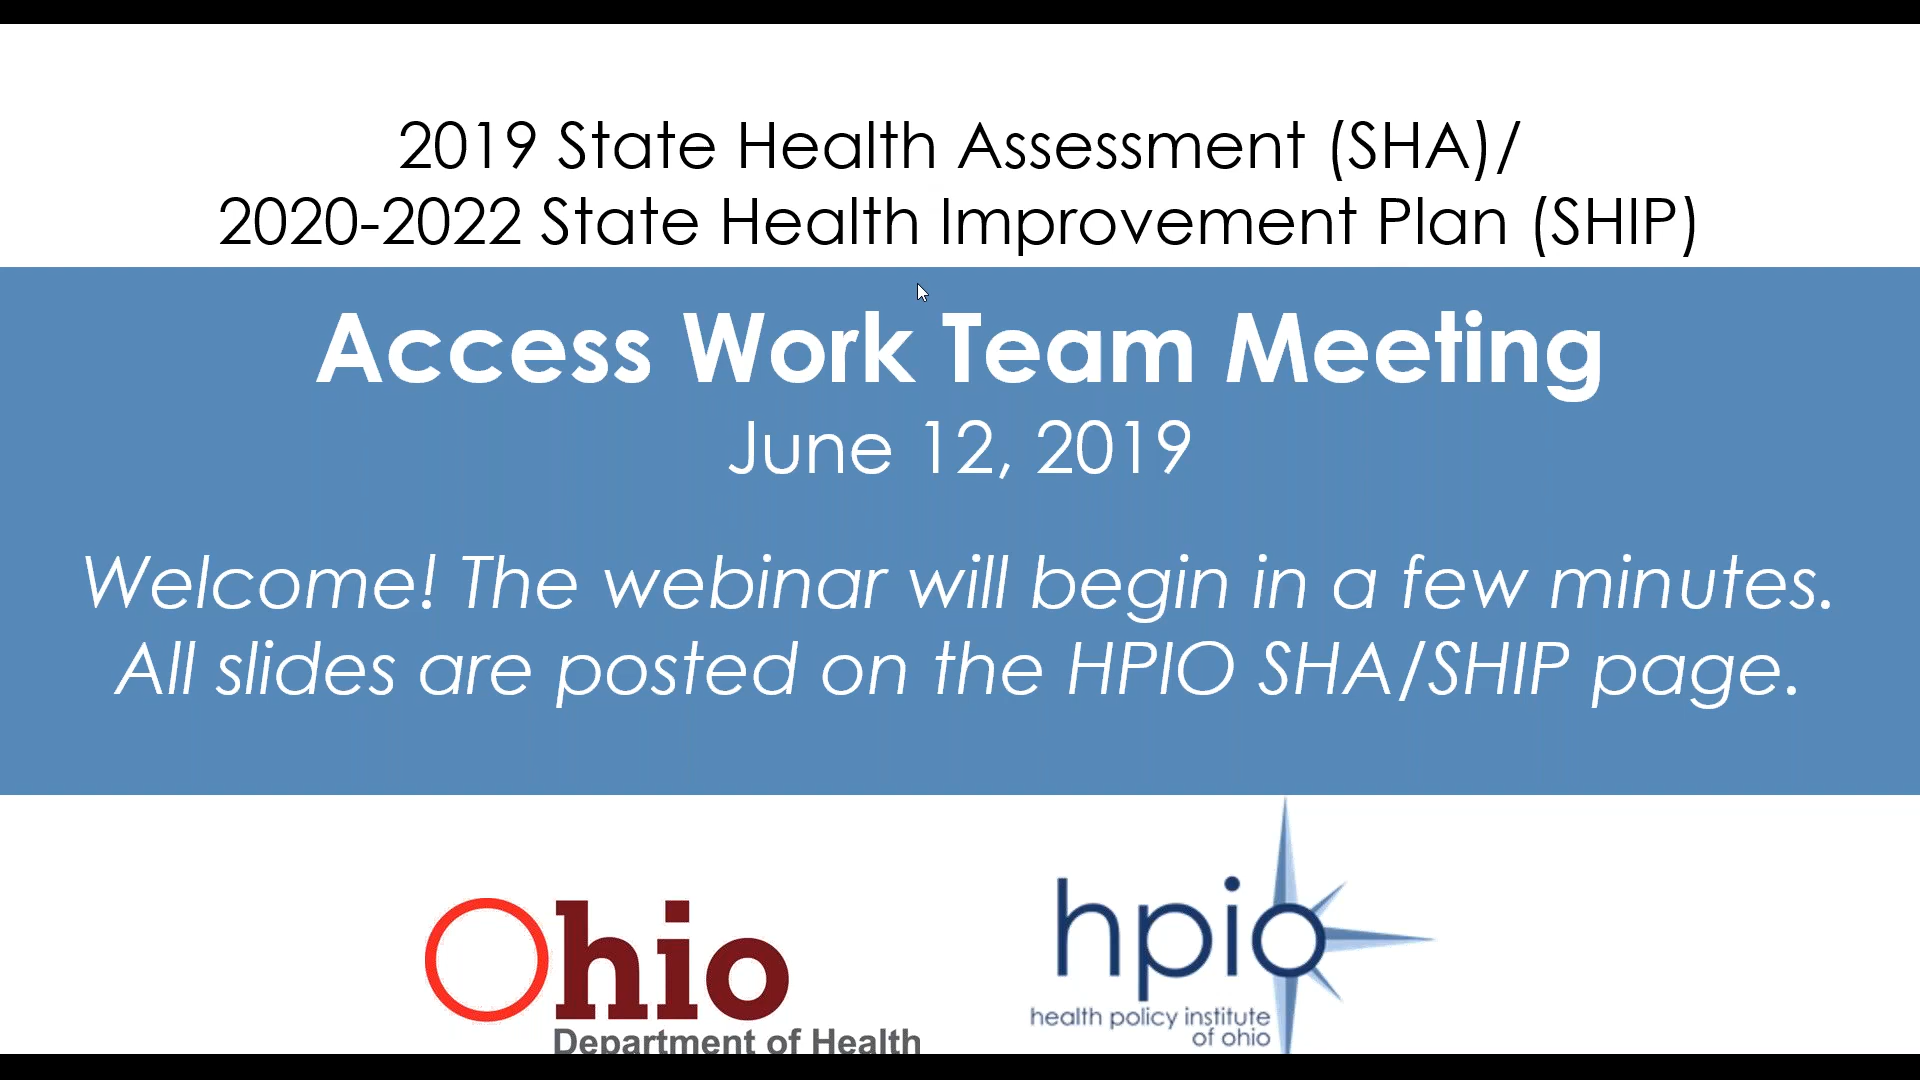 2019 State Health Assessment (SHA)/
2020-2022 State Health Improvement Plan (SHIP)
Access Work Team Meeting
June 12, 2019
Welcome! The webinar will begin in a few minutes.
All slides are posted on the HPIO SHA/SHIP page.
Ohio
Department of Health
hpio
health policy institute
of ohio